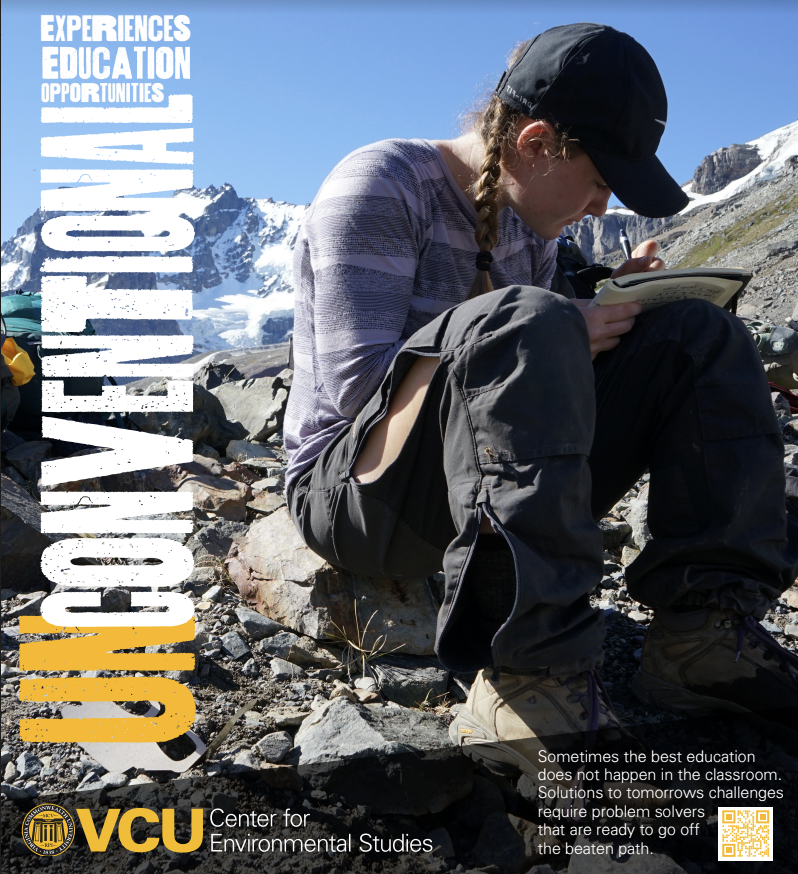 EXPERIENCES
EDUCATION
OPPORTUNITIES
UNCONVENTIONAL
Sometimes the best education
does not happen in the classroom.
Solutions to tomorrows challenges
require problem solvers
that are ready to go off
the beaten path.
VCU
Center for
Environmental Studies